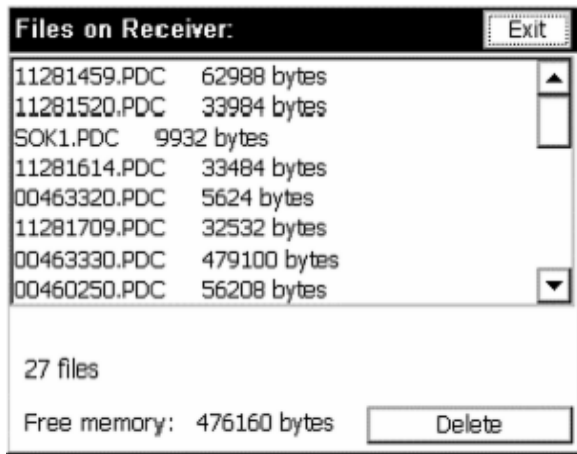 Files on Receiver: Exit
11281459.PDC 62988 bytes
11281520.PDC 33984 bytes
SOK1.PDC 9932 bytes
11281614.PDC 33484 bytes
00463320.PDC 5624 bytes
11281709.PDC 32532 bytes
00463330.PDC 479100 bytes
00460250.PDC 56208 bytes
27 files
Free memory: 476160 bytes Delete